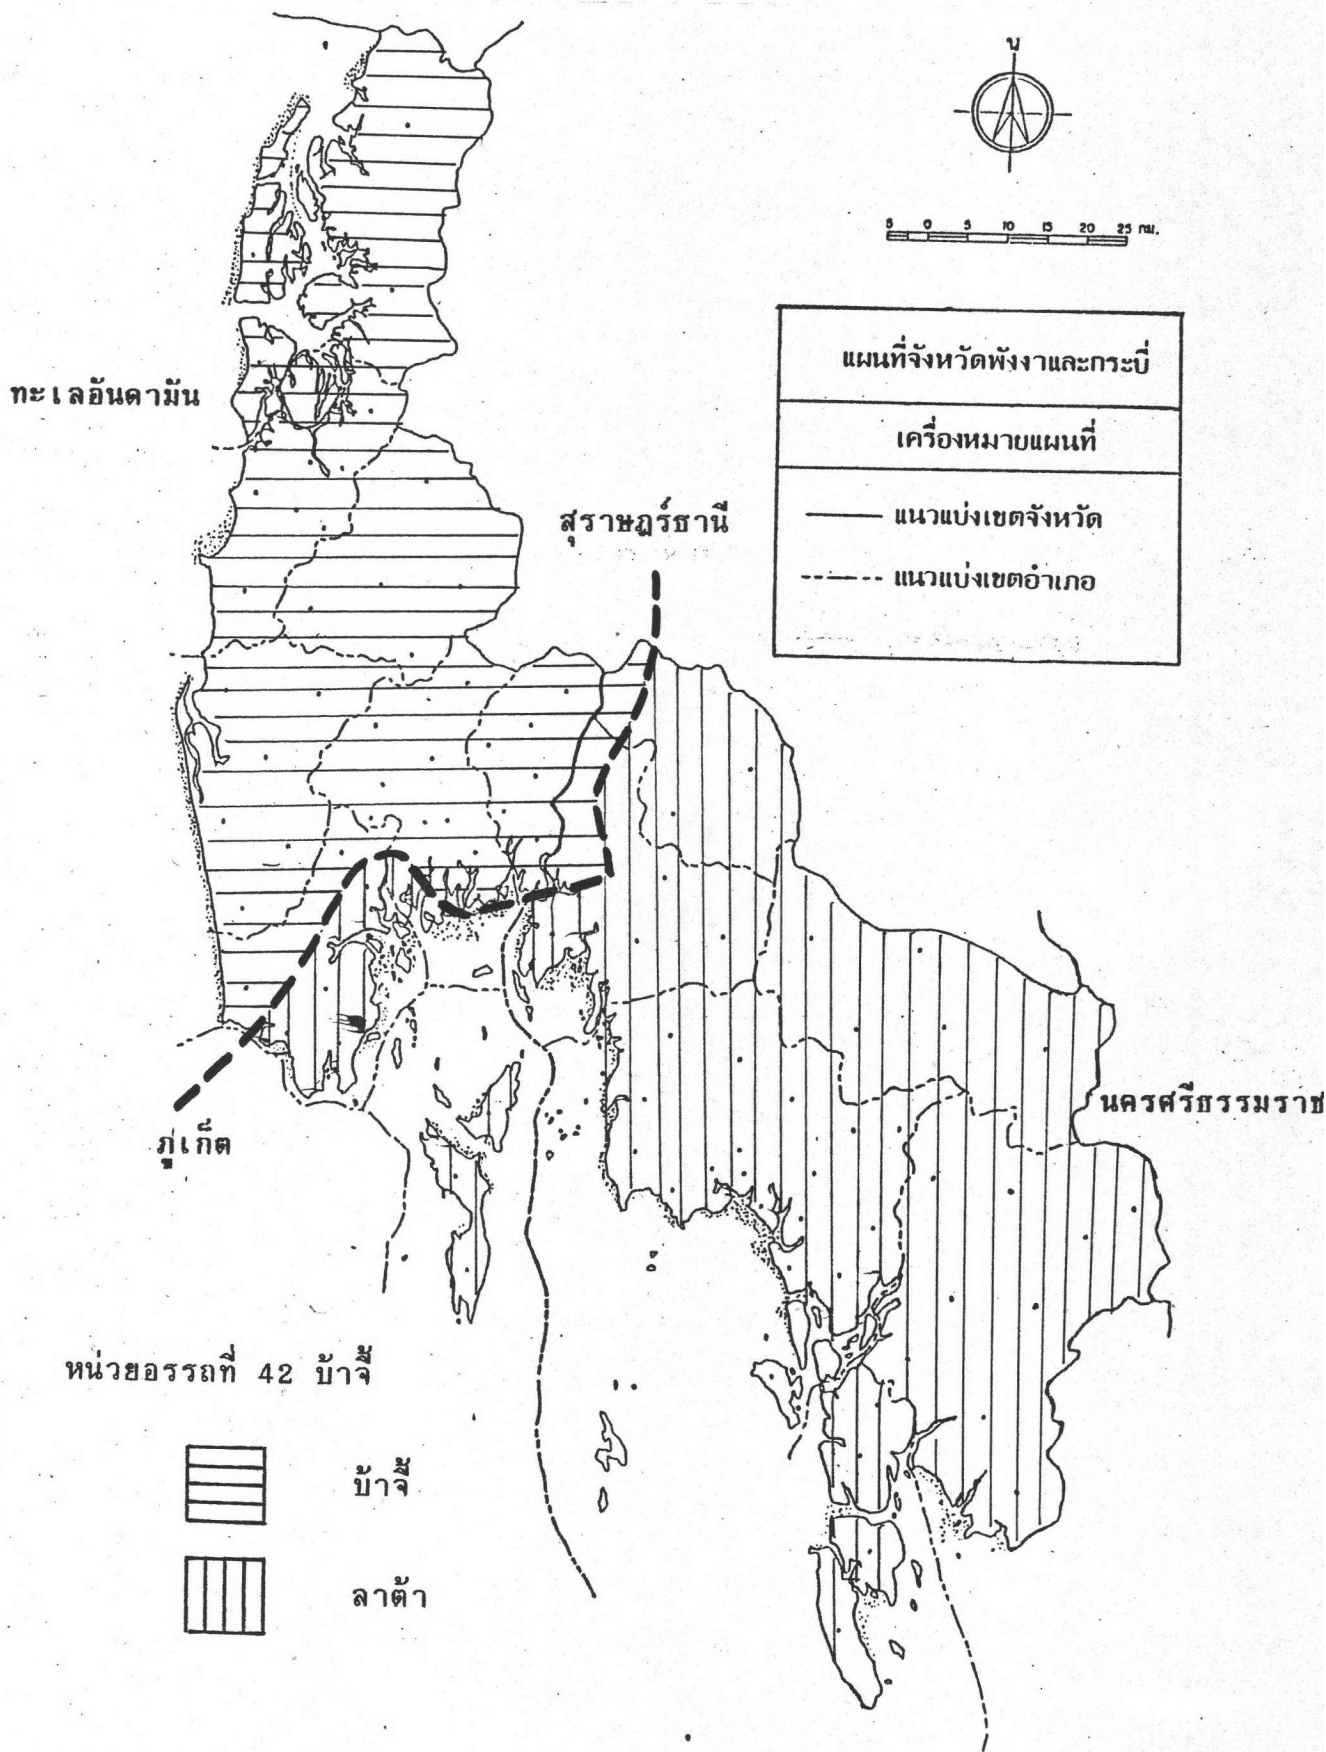 น
5 0 5 10 15 20 25 กม.
แผนที่จังหวัดพังงาและกระบี่
เครื่องหมายแผนที่
แนวแบ่งเขตจังหวัด
แนวแบ่งเขตอำเภอ
ทะเลอันดามัน
สุราษฎร์ธานี
นครศรีธรรมราช
ภูเก็ต
หน่วยอรรถที่ 42 บ้าจี้
บ้าจี้
ลาต้า